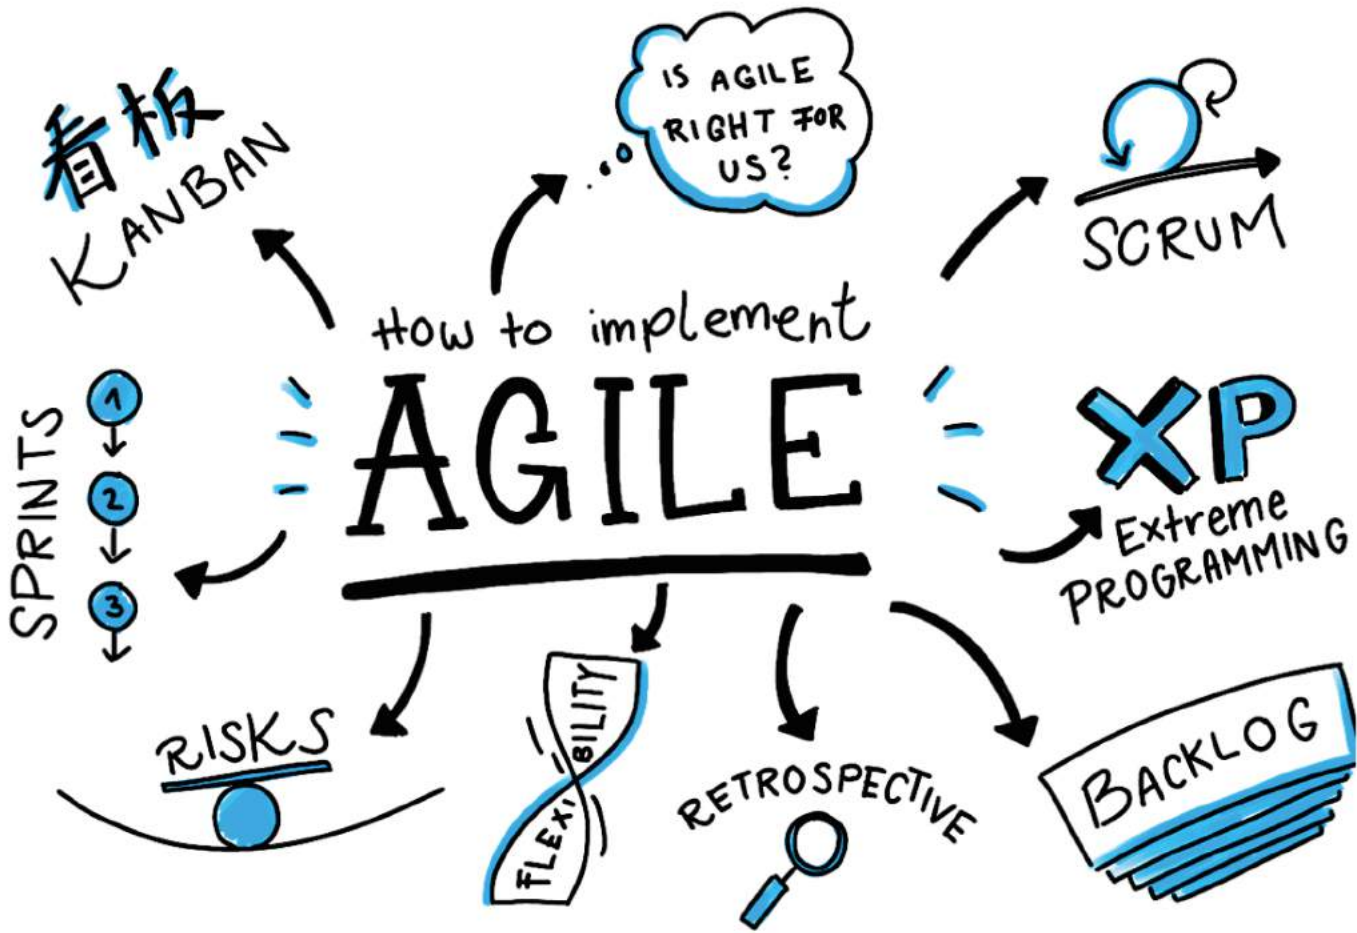 看板
KANBAN
IS AGILE
RIGHT FOR
US?
SCRUM
How to implement
AGILE
SPRINTS
1
2
3
XP
Extreme
PROGRAMMING
RISKS
FLEXI
BILITY
RETROSPECTIVE
BACKLOG